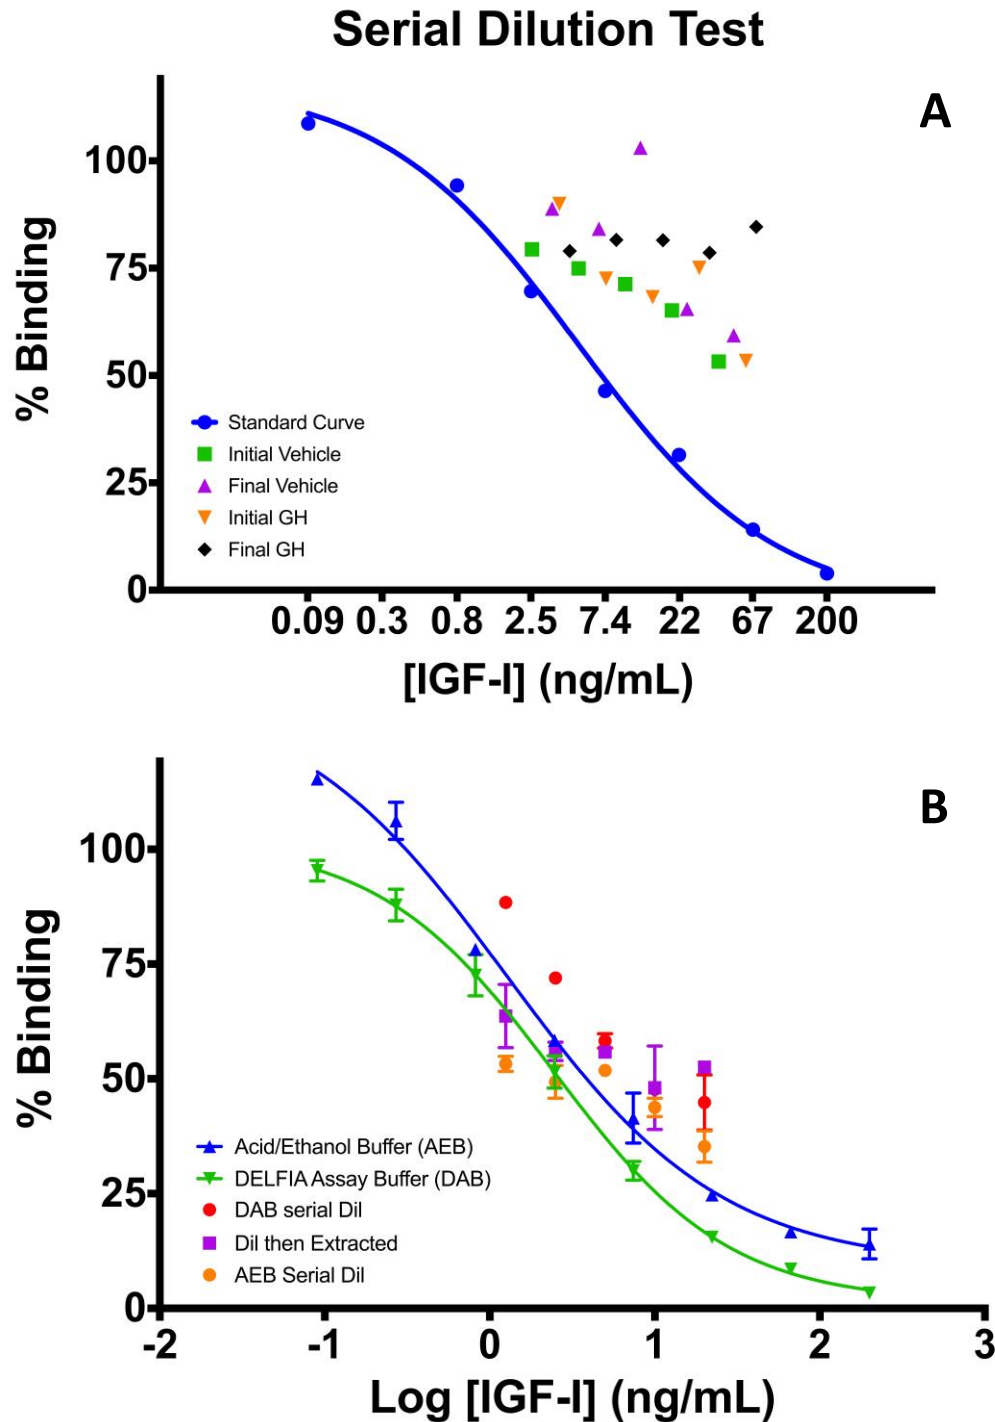 Serial Dilution Test
A
% Binding
100
75
50
25
0
Standard Curve
Initial Vehicle
Final Vehicle
Initial GH
Final GH
0.09 0.3 0.8 2.5 7.4 22 67 200
[IGF-I] (ng/mL)
B
% Binding
100
75
50
25
0
Acid/Ethanol Buffer (AEB)
DELFIA Assay Buffer (DAB)
DAB serial Dil
Dil then Extracted
AEB Serial Dil
-2 -1 0 1 2 3
Log [IGF-I] (ng/mL)